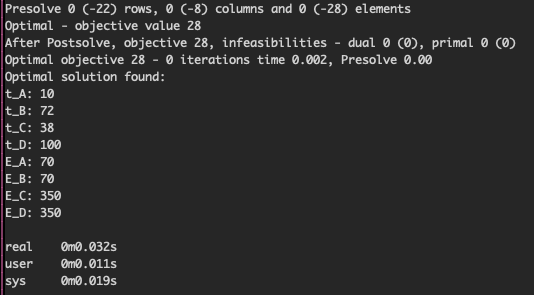 Presolve 0 (-22) rows, 0 (-8) columns and 0 (-28) elements
Optimal - objective value 28
After Postsolve, objective 28, infeasibilities - dual 0 (0), primal 0 (0)
Optimal objective 28 - 0 iterations time 0.002, Presolve 0.00
Optimal solution found:
t_A: 10
t_B: 72
t_C: 38
t_D: 100
E_A: 70
E_B: 70
E_C: 350
E_D: 350
real 0m0.032s
user 0m0.011s
sys 0m0.019s